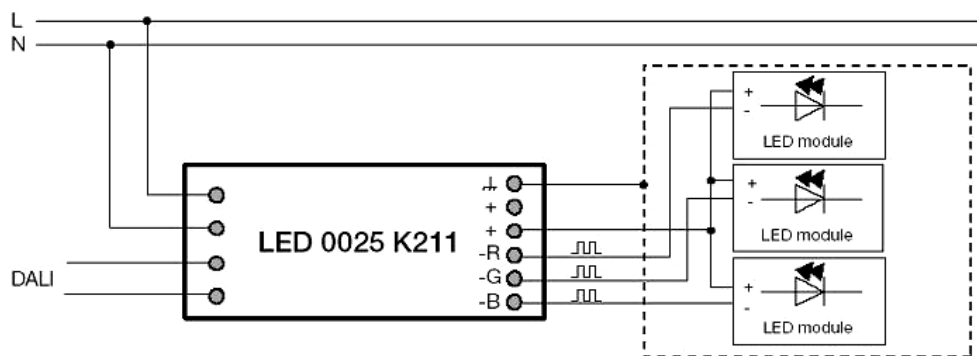 L
N
+
-
LED module
+
-
LED module
+
-
LED module
LED 0025 K211
DALI
+
+
-R
-G
-B